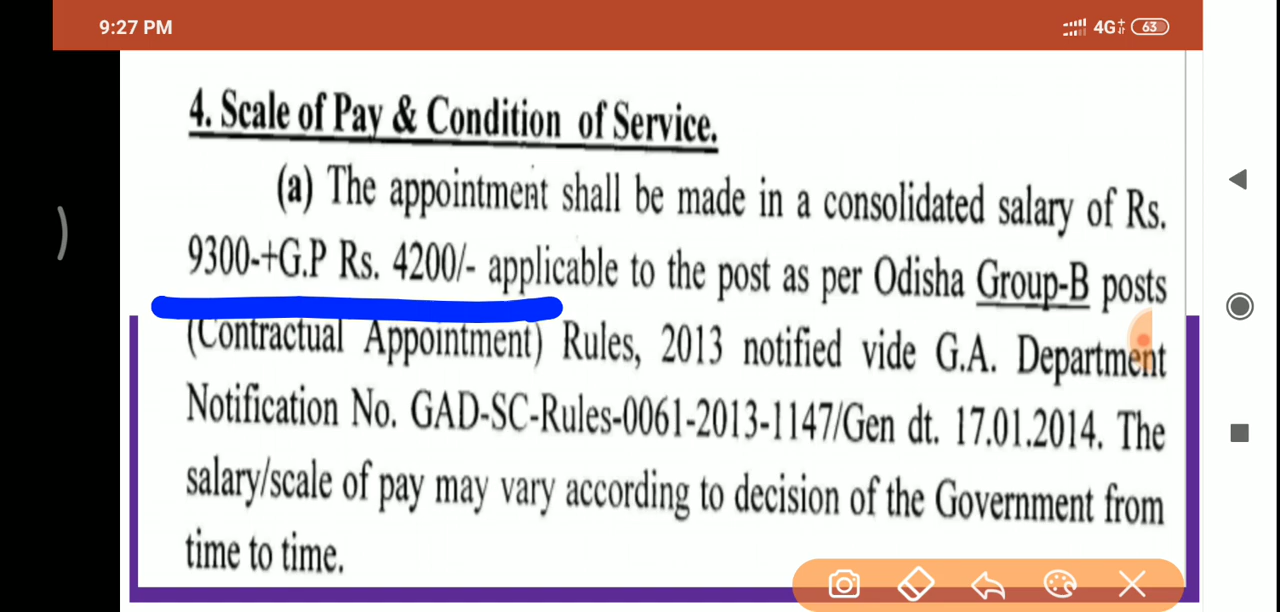 9:27 PM 4G+ 63
4. Scale of Pay & Condition of Service.
(a) The appointment shall be made in a consolidated salary of Rs.
9300-+G.P Rs. 4200/- applicable to the post as per Odisha Group-B posts
(Contractual Appointment) Rules, 2013 notified vide G.A. Department
Notification No. GAD-SC-Rules-0061-2013-1147/Gen dt. 17.01.2014. The
salary/scale of pay may vary according to decision of the Government from
time to time.